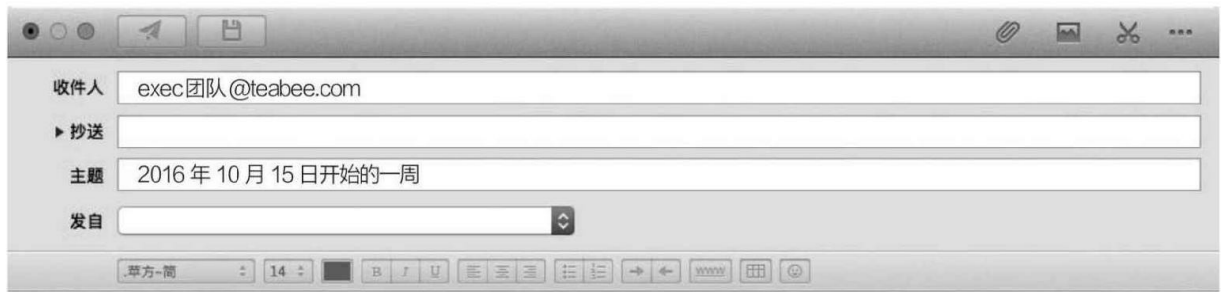 收件人 exec团队@teabee.com
▸ 抄送
主题 2016 年 10 月 15 日开始的一周
发自
.苹方-简 14 B I U www